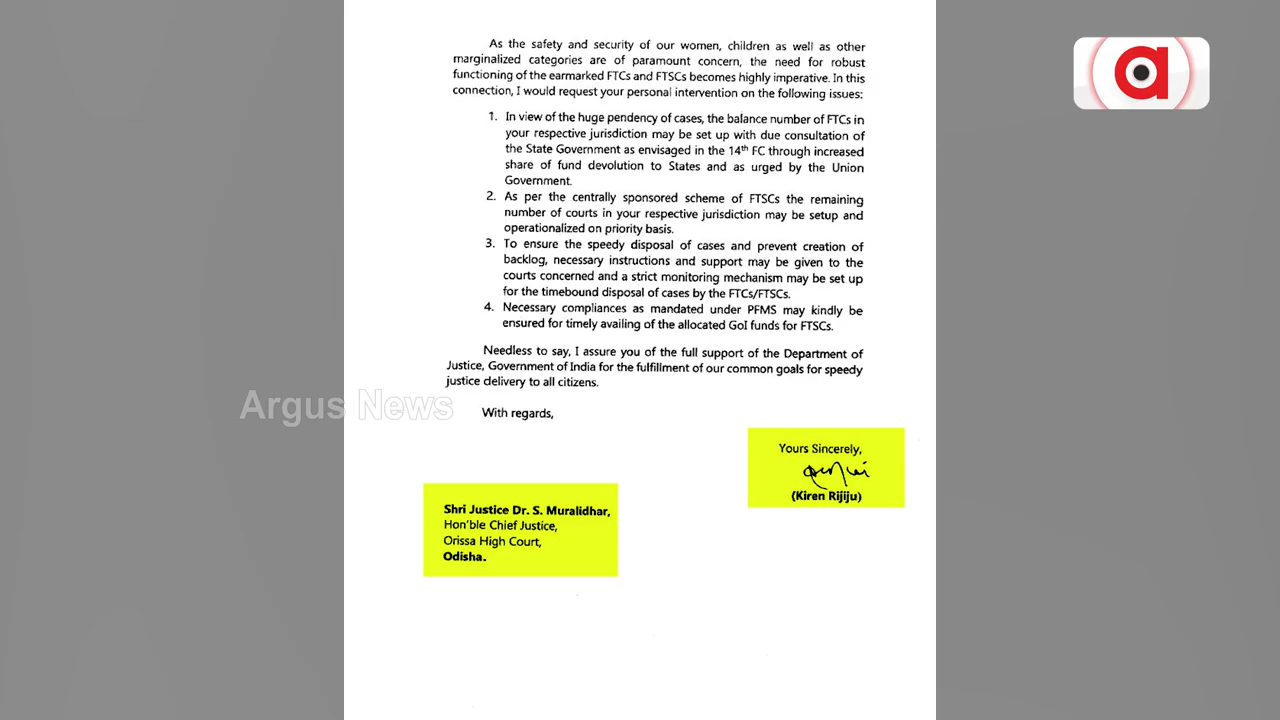 As the safety and security of our women, children as well as other
marginalized categories are of paramount concern, the need for robust
functioning of the earmarked FTCs and FTSCs becomes highly imperative. In this
connection, I would request your personal intervention on the following issues:
1. In view of the huge pendency of cases, the balance number of FTCs in
your respective jurisdiction may be set up with due consultation of
the State Government as envisaged in the 14th FC through increased
share of fund devolution to States and as urged by the Union
Government.
2. As per the centrally sponsored scheme of FTSCs the remaining
number of courts in your respective jurisdiction may be setup and
operationalized on priority basis.
3. To ensure the speedy disposal of cases and prevent creation of
backlog, necessary instructions and support may be given to the
courts concerned and a strict monitoring mechanism may be set up
for the timebound disposal of cases by the FTCs/FTSCs.
4. Necessary compliances as mandated under PFMS may kindly be
ensured for timely availing of the allocated GoI funds for FTSCs.
Needless to say, I assure you of the full support of the Department of
Justice, Government of India for the fulfillment of our common goals for speedy
justice delivery to all citizens.
With regards,
Yours Sincerely,
(Kiren Rijiju)
Shri Justice Dr. S. Muralidhar,
Hon'ble Chief Justice,
Orissa High Court,
Odisha.
Argus News
a